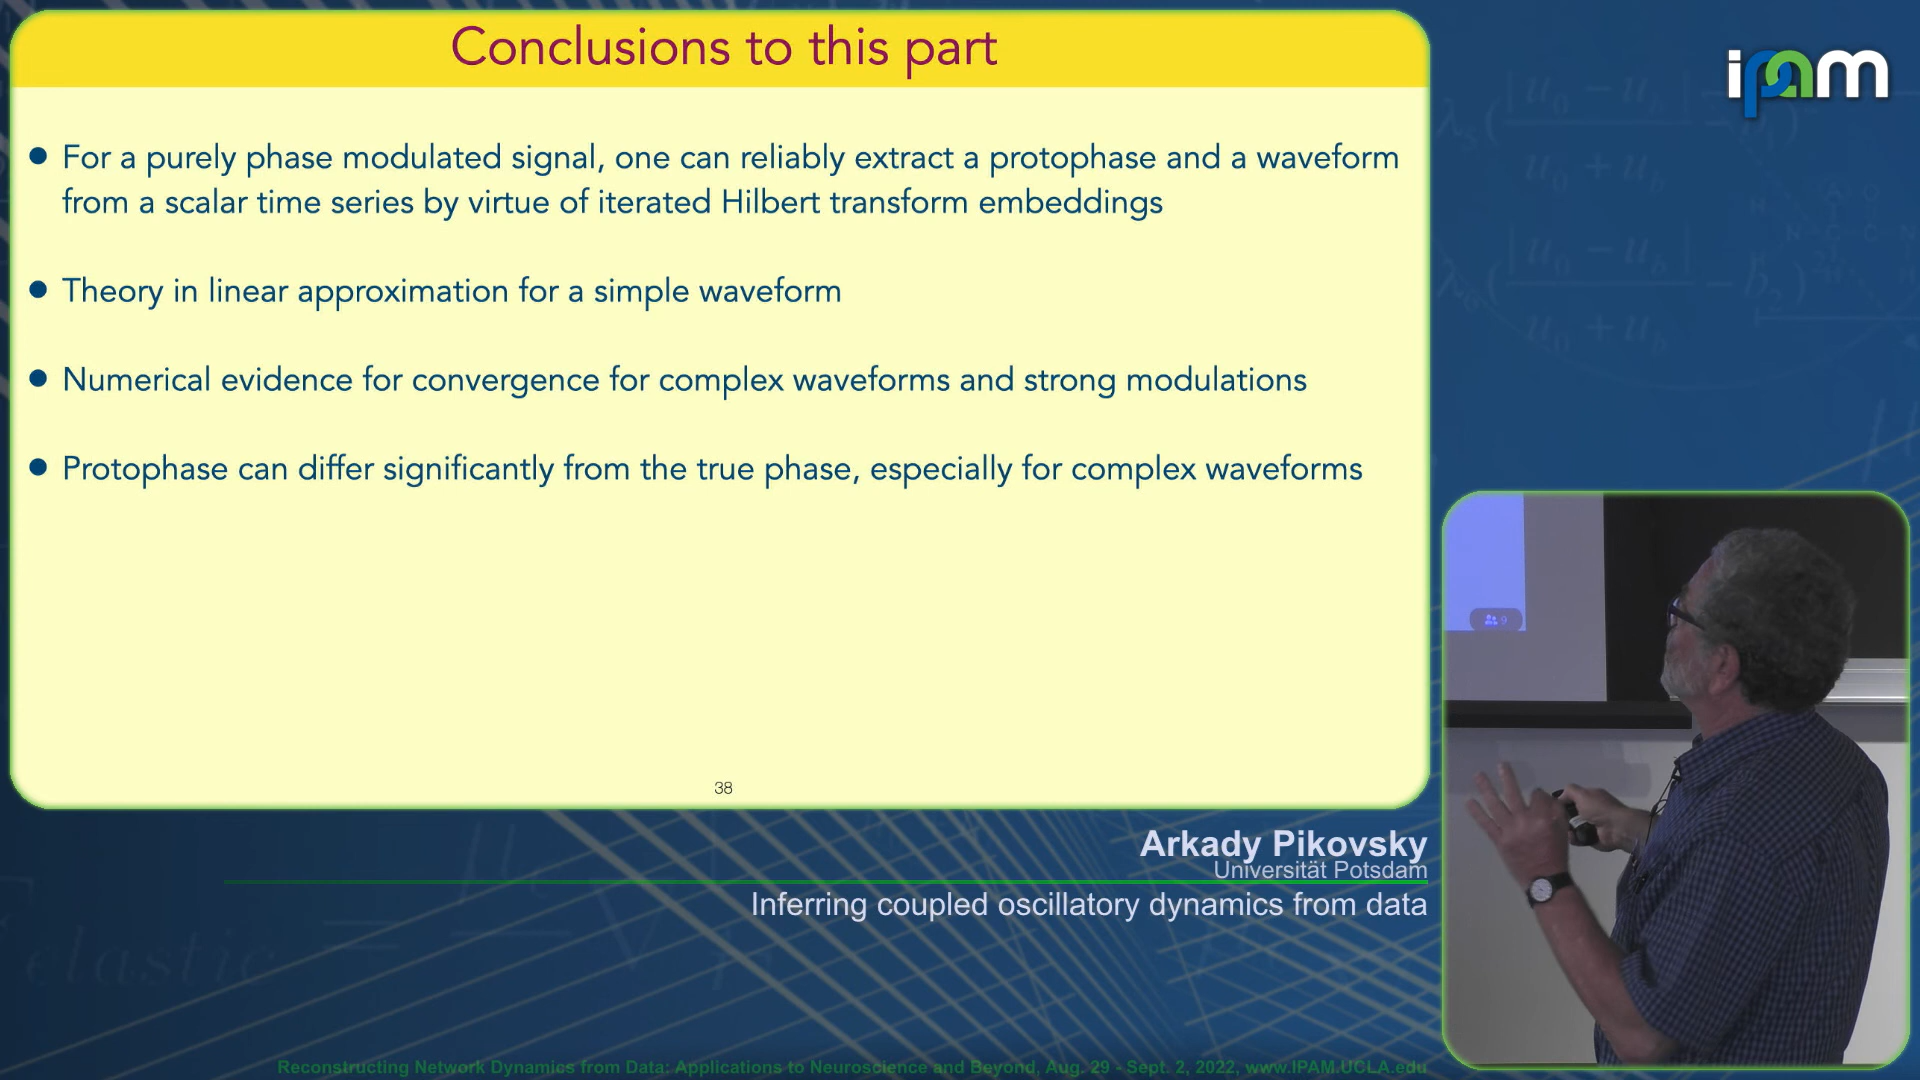 Conclusions to this part
ipam
● For a purely phase modulated signal, one can reliably extract a protophase and a waveform
from a scalar time series by virtue of iterated Hilbert transform embeddings
● Theory in linear approximation for a simple waveform
● Numerical evidence for convergence for complex waveforms and strong modulations
● Protophase can differ significantly from the true phase, especially for complex waveforms
9
38
Arkady Pikovsky
Universität Potsdam
Inferring coupled oscillatory dynamics from data
elastic
Reconstructing Network Dynamics from Data: Applications to Neuroscience and Beyond, Aug. 29 - Sept. 2, 2022, www.IPAM.UCLA.edu